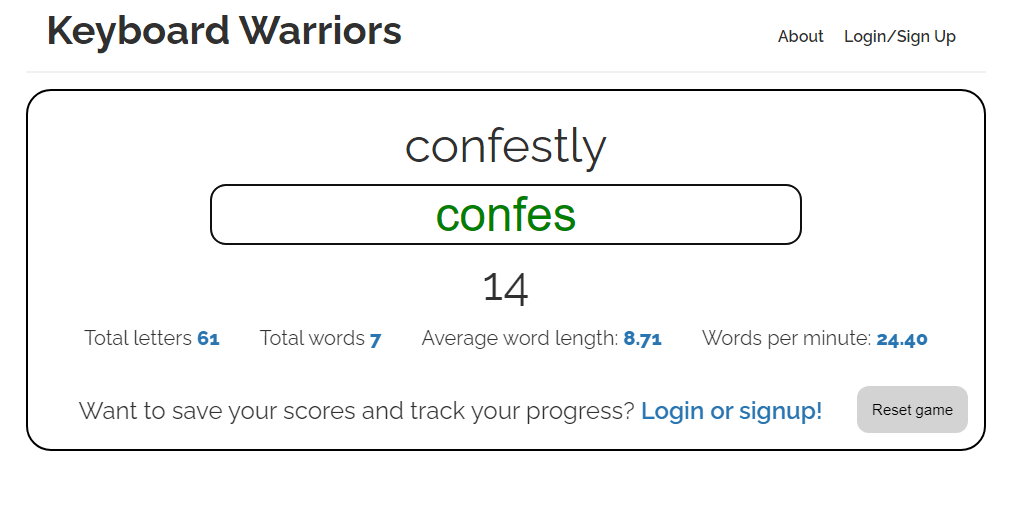 Keyboard Warriors
About Login/Sign Up
confestly
confes
14
Total letters 61 Total words 7 Average word length: 8.71 Words per minute: 24.40
Want to save your scores and track your progress? Login or signup! Reset game